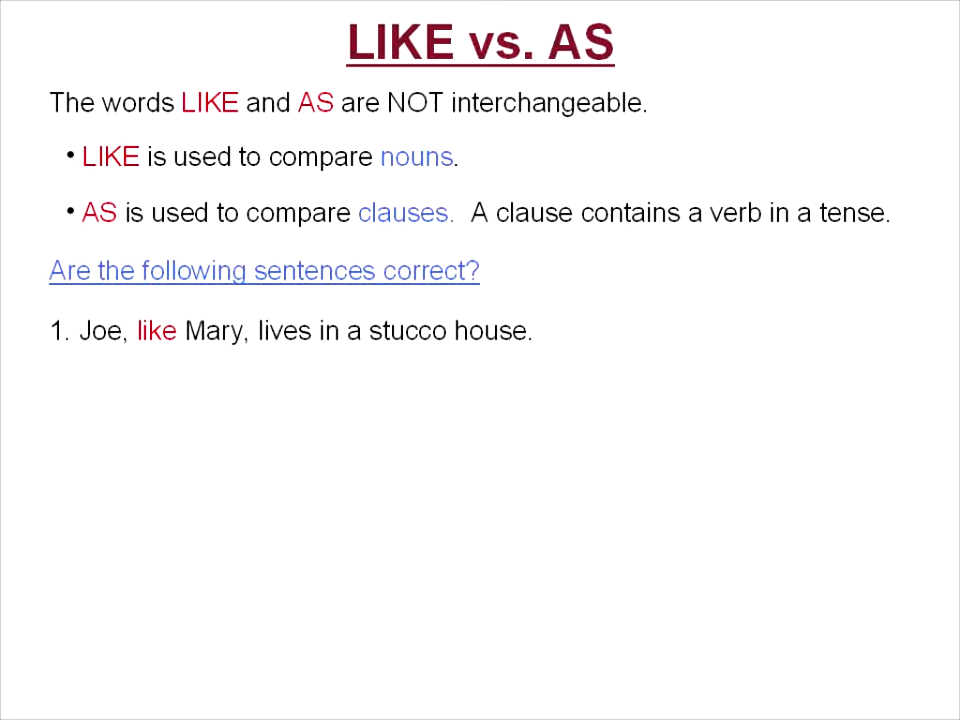 LIKE vs. AS
The words LIKE and AS are NOT interchangeable.
• LIKE is used to compare nouns.
• AS is used to compare clauses. A clause contains a verb in a tense.
Are the following sentences correct?
1. Joe, like Mary, lives in a stucco house.